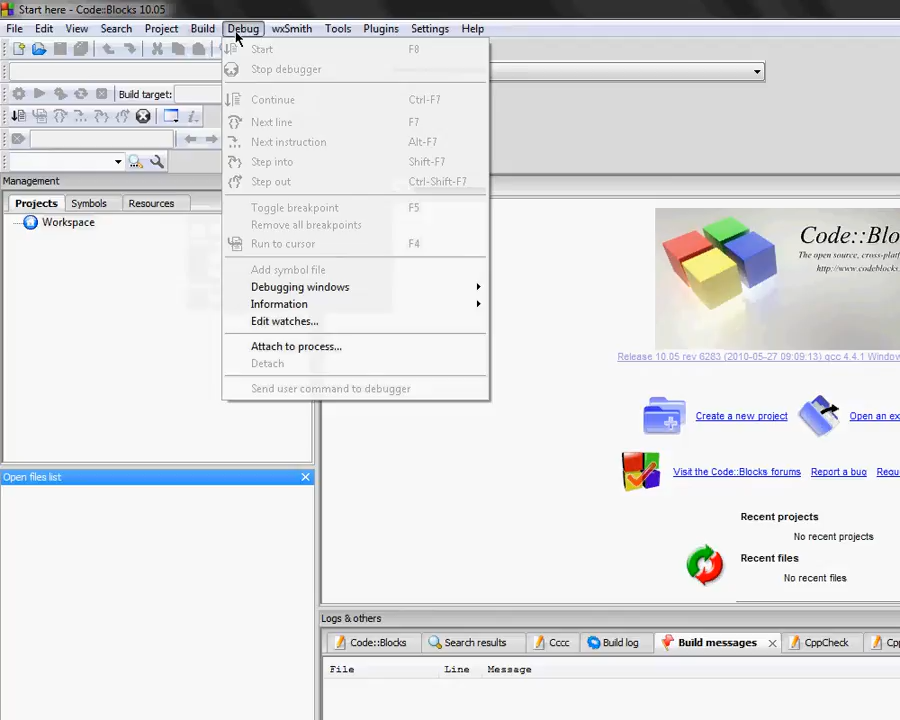 Start here - Code::Blocks 10.05
File Edit View Search Project Build Debug wxSmith Tools Plugins Settings Help
Start F8
Stop debugger
Build target:
Continue Ctrl-F7
Next line F7
Next instruction Alt-F7
Step into Shift-F7
Step out Ctrl-Shift-F7
Management
Projects Symbols Resources
Toggle breakpoint F5
Workspace
Remove all breakpoints
Run to cursor F4
Add symbol file
Debugging windows
Information
Edit watches...
Attach to process...
Detach
Send user command to debugger
Code::Blo
The open source, cross-platf
http://www.codeblocks
Release 10.05 rev 6283 (2010-05-27 09:09:13) gcc 4.4.1 Window
Create a new project Open an ex
Visit the Code::Blocks forums Report a bug Requ
Recent projects
No recent projects
Recent files
No recent files
Open files list
Logs & others
Code::Blocks Search results Cccc Build log Build messages CppCheck Cp
File Line Message